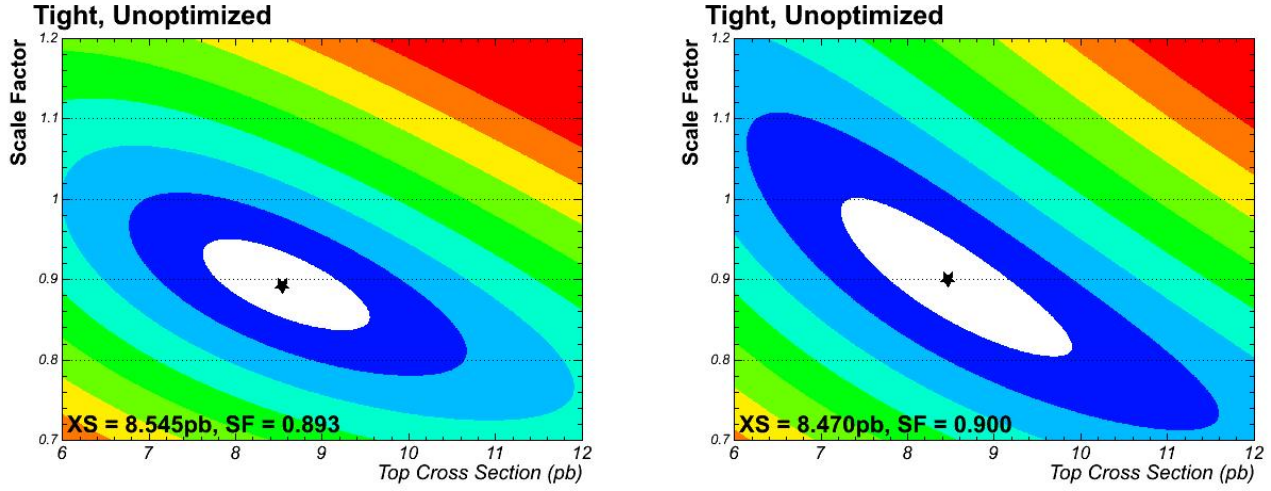 Tight, Unoptimized
Scale Factor
1.2
1.1
1
0.9
0.8
0.7
XS = 8.545pb, SF = 0.893
6 7 8 9 10 11 12
Top Cross Section (pb)
Tight, Unoptimized
Scale Factor
1.2
1.1
1
0.9
0.8
0.7
XS = 8.470pb, SF = 0.900
6 7 8 9 10 11 12
Top Cross Section (pb)